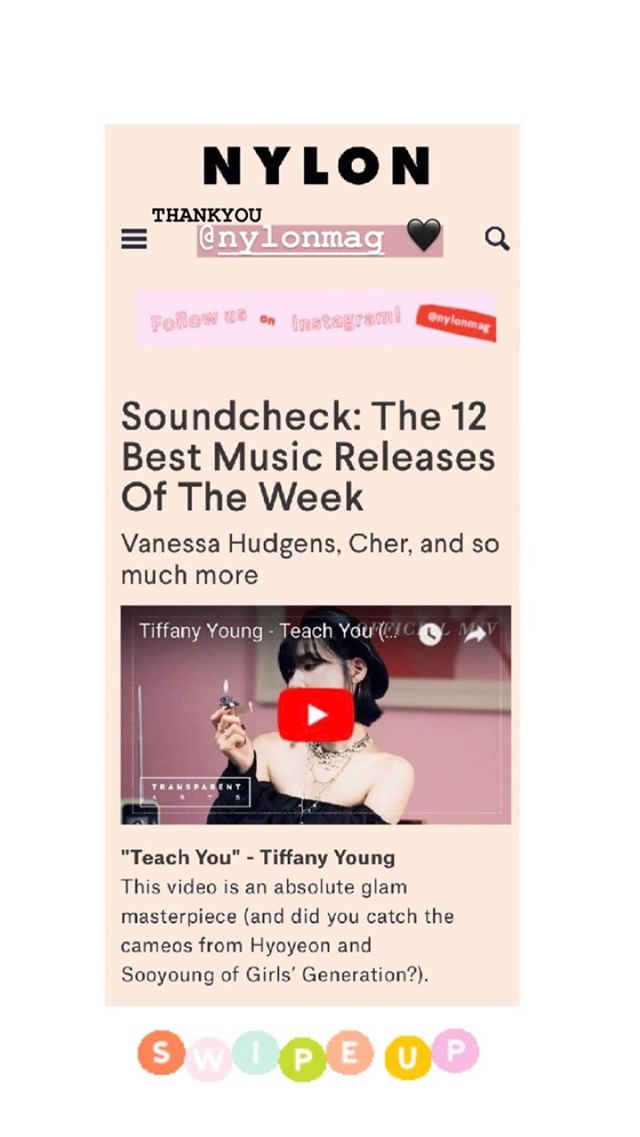 NYLON
THANKYOU
@nylonmag 🖤
Follow us on Instagram! @nylonmag
Soundcheck: The 12
Best Music Releases
Of The Week
Vanessa Hudgens, Cher, and so
much more
Tiffany Young - Teach You (...
OFFICIAL M/V
TRANSPARENT
ARTS
"Teach You" - Tiffany Young
This video is an absolute glam
masterpiece (and did you catch the
cameos from Hyoyeon and
Sooyoung of Girls’ Generation?).
SWIPE UP